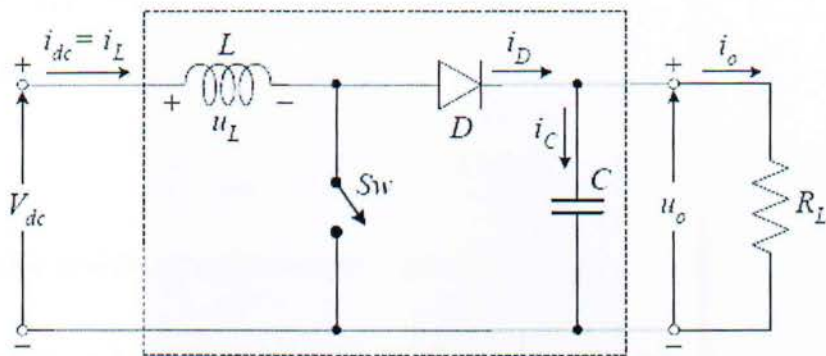 i_dc = i_L
L
i_D
i_o
+
+ −
+
u_L
D
i_C
Sw
C
V_dc
u_o
R_L
−
−